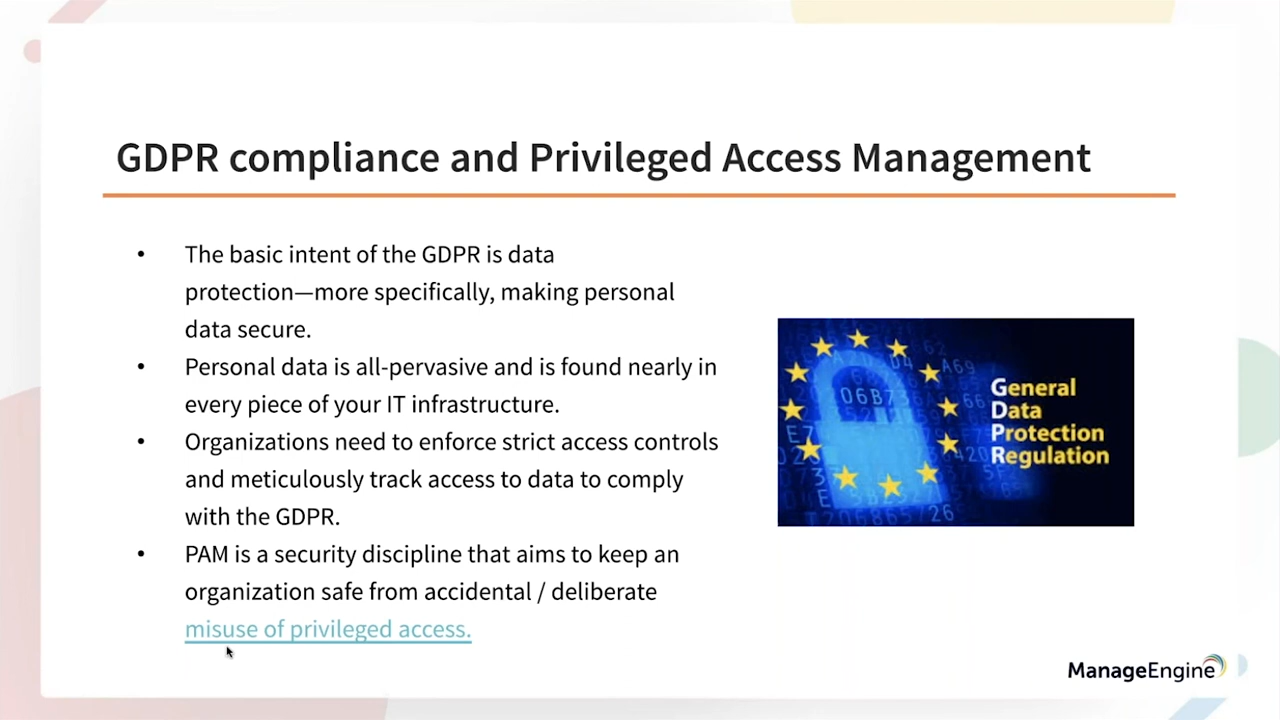 GDPR compliance and Privileged Access Management
• The basic intent of the GDPR is data
protection—more specifically, making personal
data secure.
• Personal data is all-pervasive and is found nearly in
every piece of your IT infrastructure.
• Organizations need to enforce strict access controls
and meticulously track access to data to comply
with the GDPR.
• PAM is a security discipline that aims to keep an
organization safe from accidental / deliberate
misuse of privileged access.
General
Data
Protection
Regulation
ManageEngine